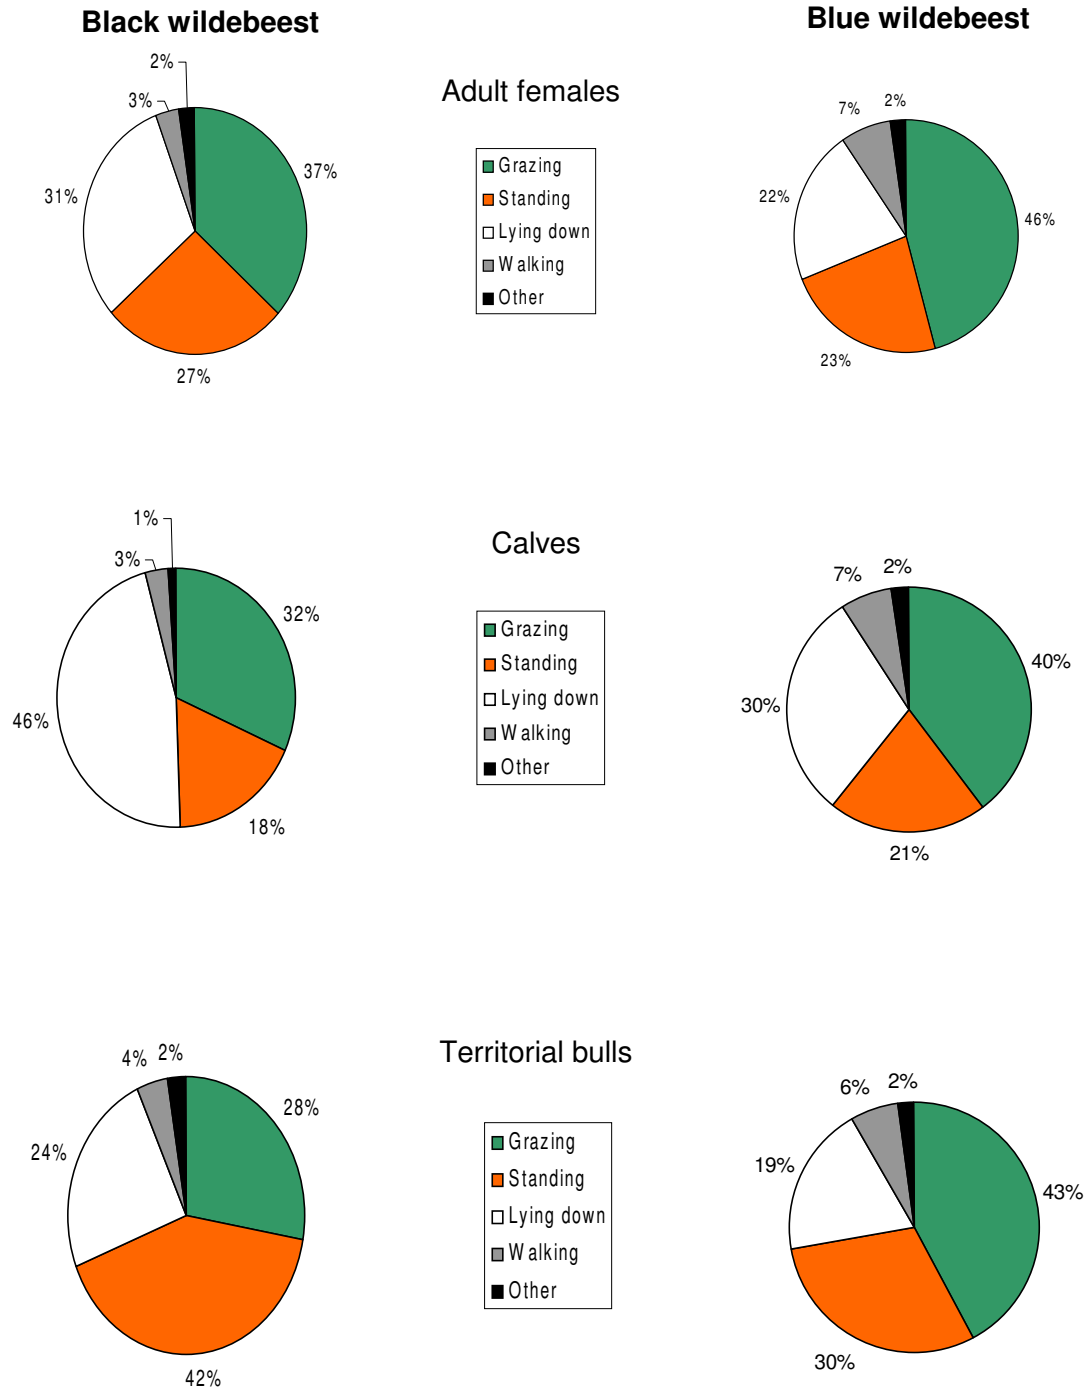 Black wildebeest
Blue wildebeest
Adult females
2%
3%
37%
31%
27%
Grazing
Standing
Lying down
Walking
Other
7%
2%
22%
46%
23%
Calves
1%
3%
32%
46%
18%
Grazing
Standing
Lying down
Walking
Other
7%
2%
40%
30%
21%
Territorial bulls
4%
2%
28%
24%
42%
Grazing
Standing
Lying down
Walking
Other
6%
2%
19%
43%
30%